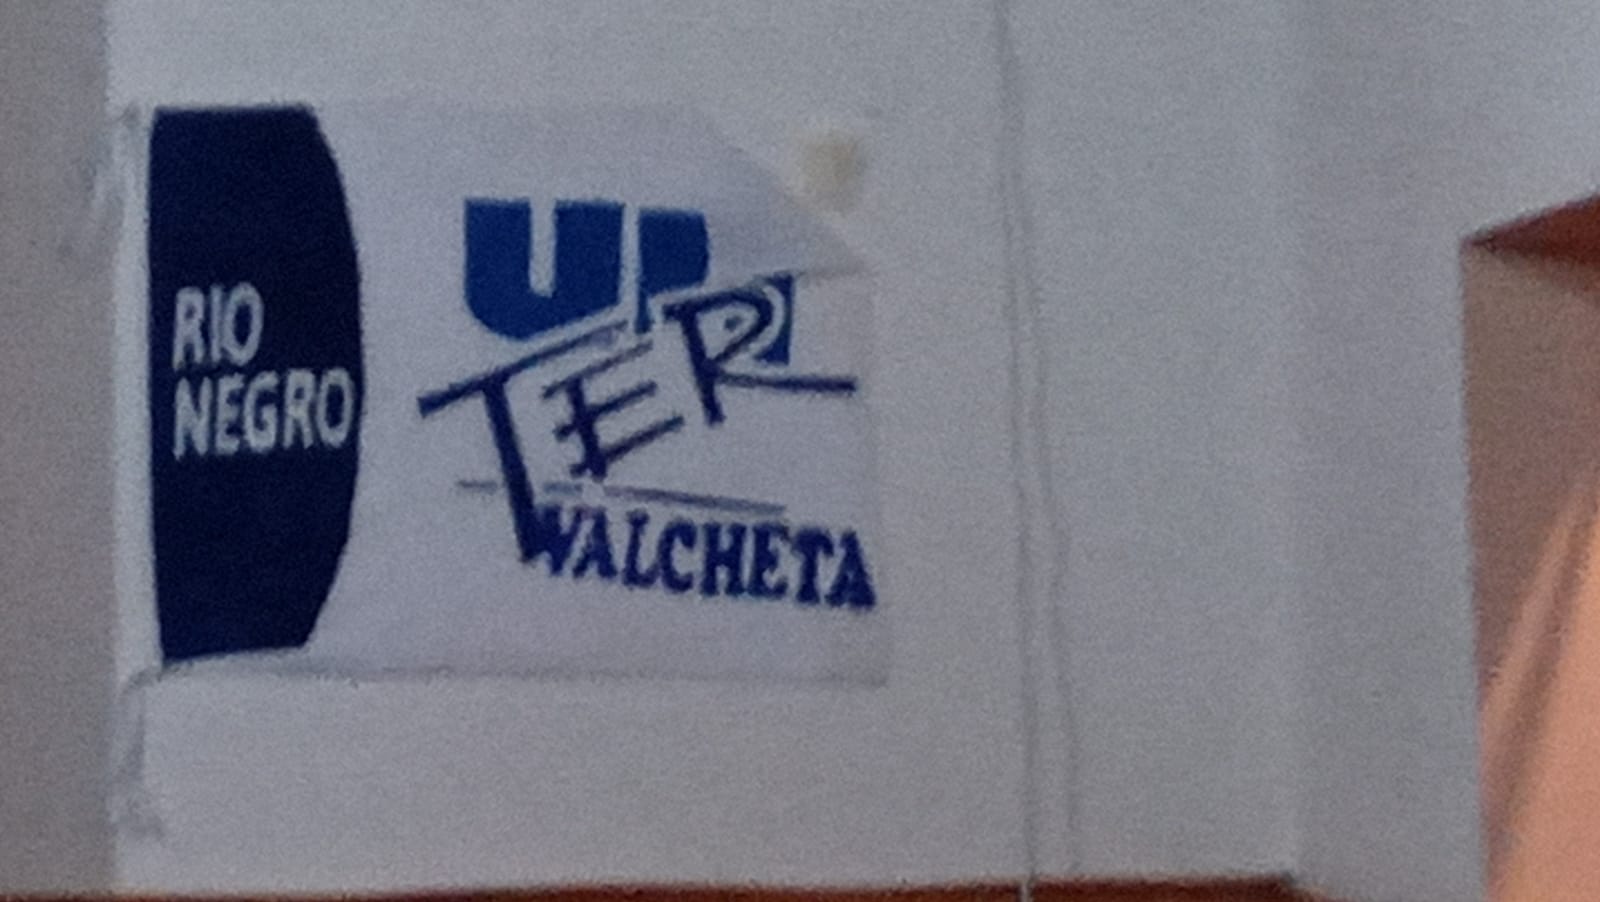 RIO
NEGRO
UN
TER
VALCHETA